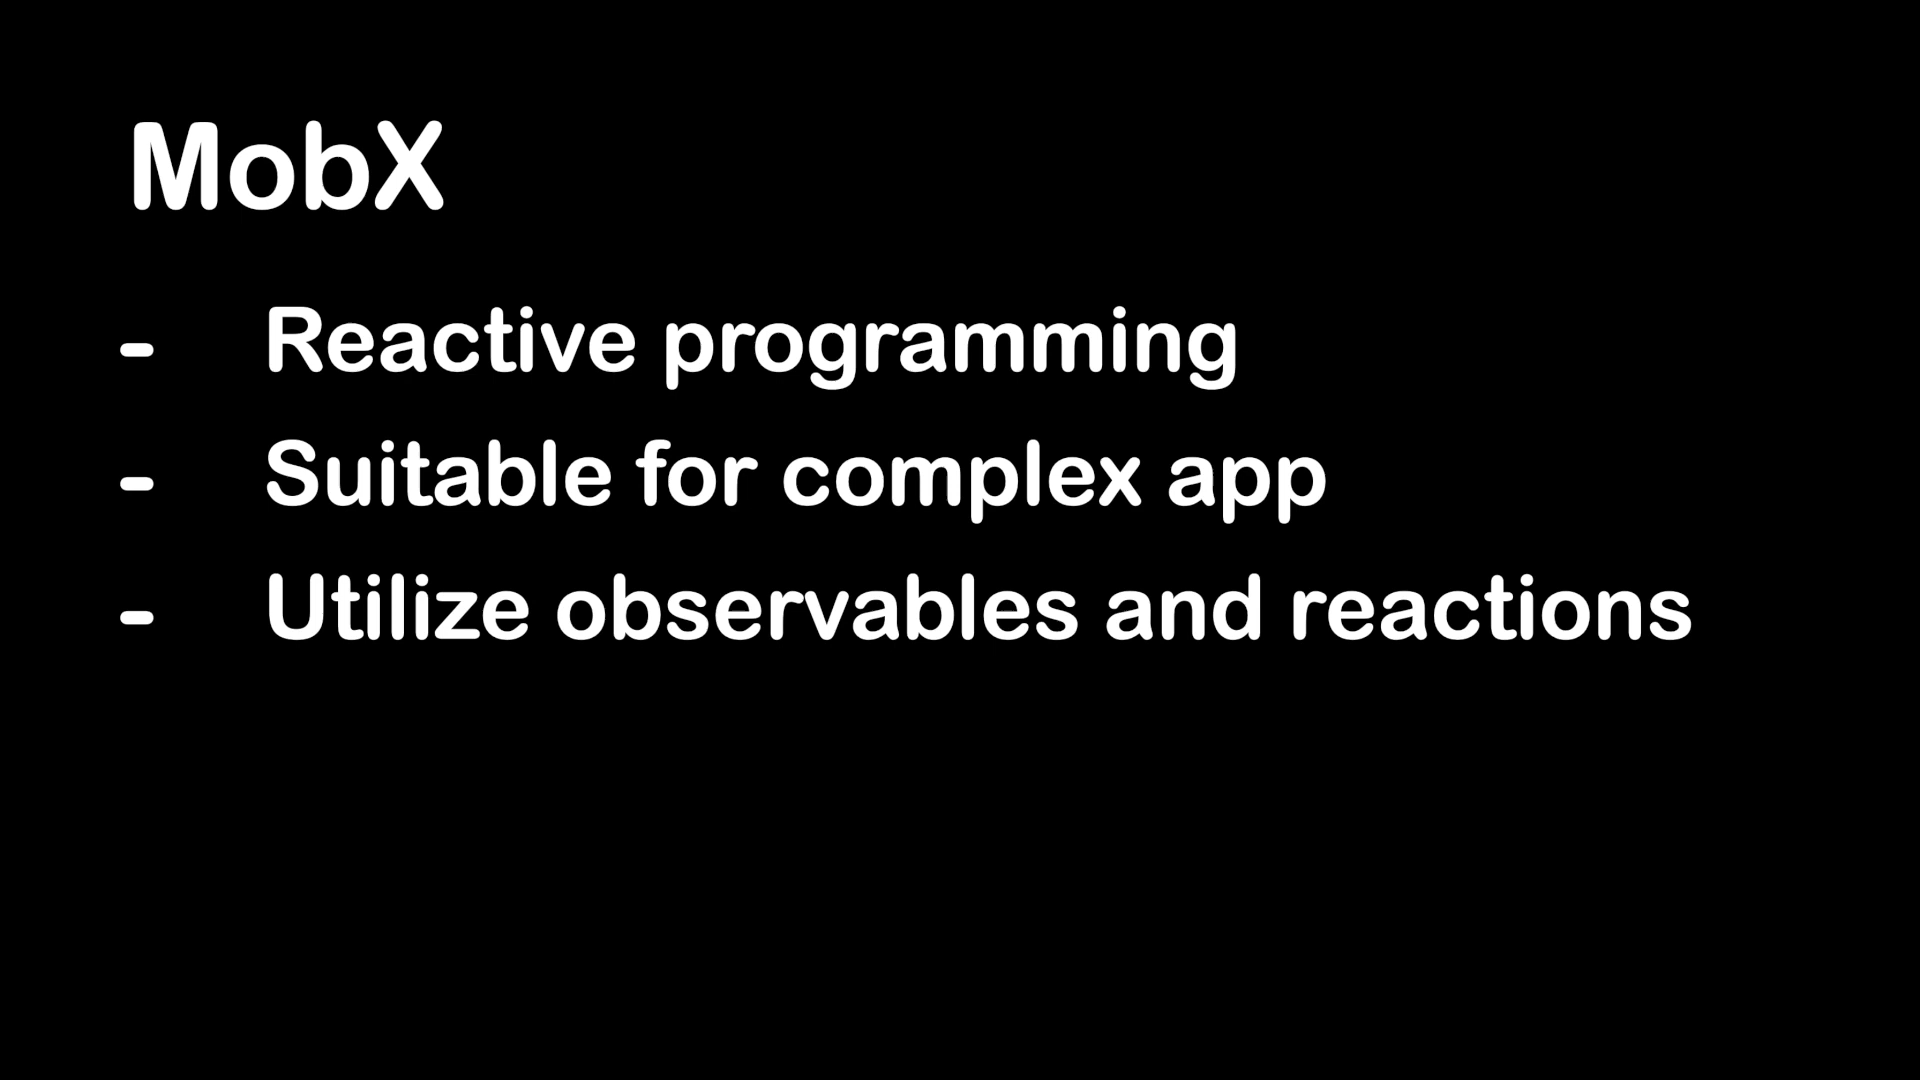 MobX
- Reactive programming
- Suitable for complex app
- Utilize observables and reactions